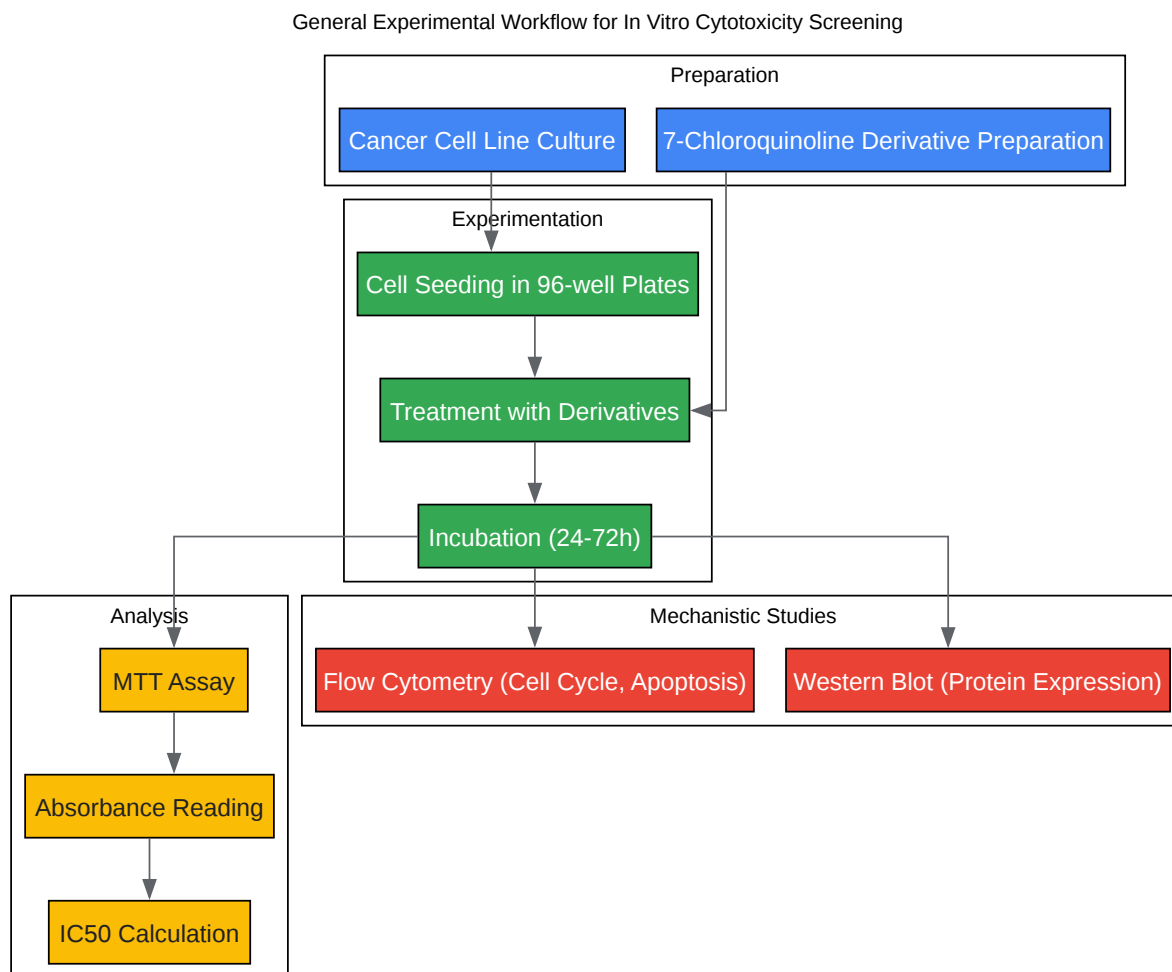 General Experimental Workflow for In Vitro Cytotoxicity Screening
Preparation
Cancer Cell Line Culture
7-Chloroquinoline Derivative Preparation
Experimentation
Cell Seeding in 96-well Plates
Treatment with Derivatives
Incubation (24-72h)
Analysis
MTT Assay
Absorbance Reading
IC50 Calculation
Mechanistic Studies
Flow Cytometry (Cell Cycle, Apoptosis)
Western Blot (Protein Expression)